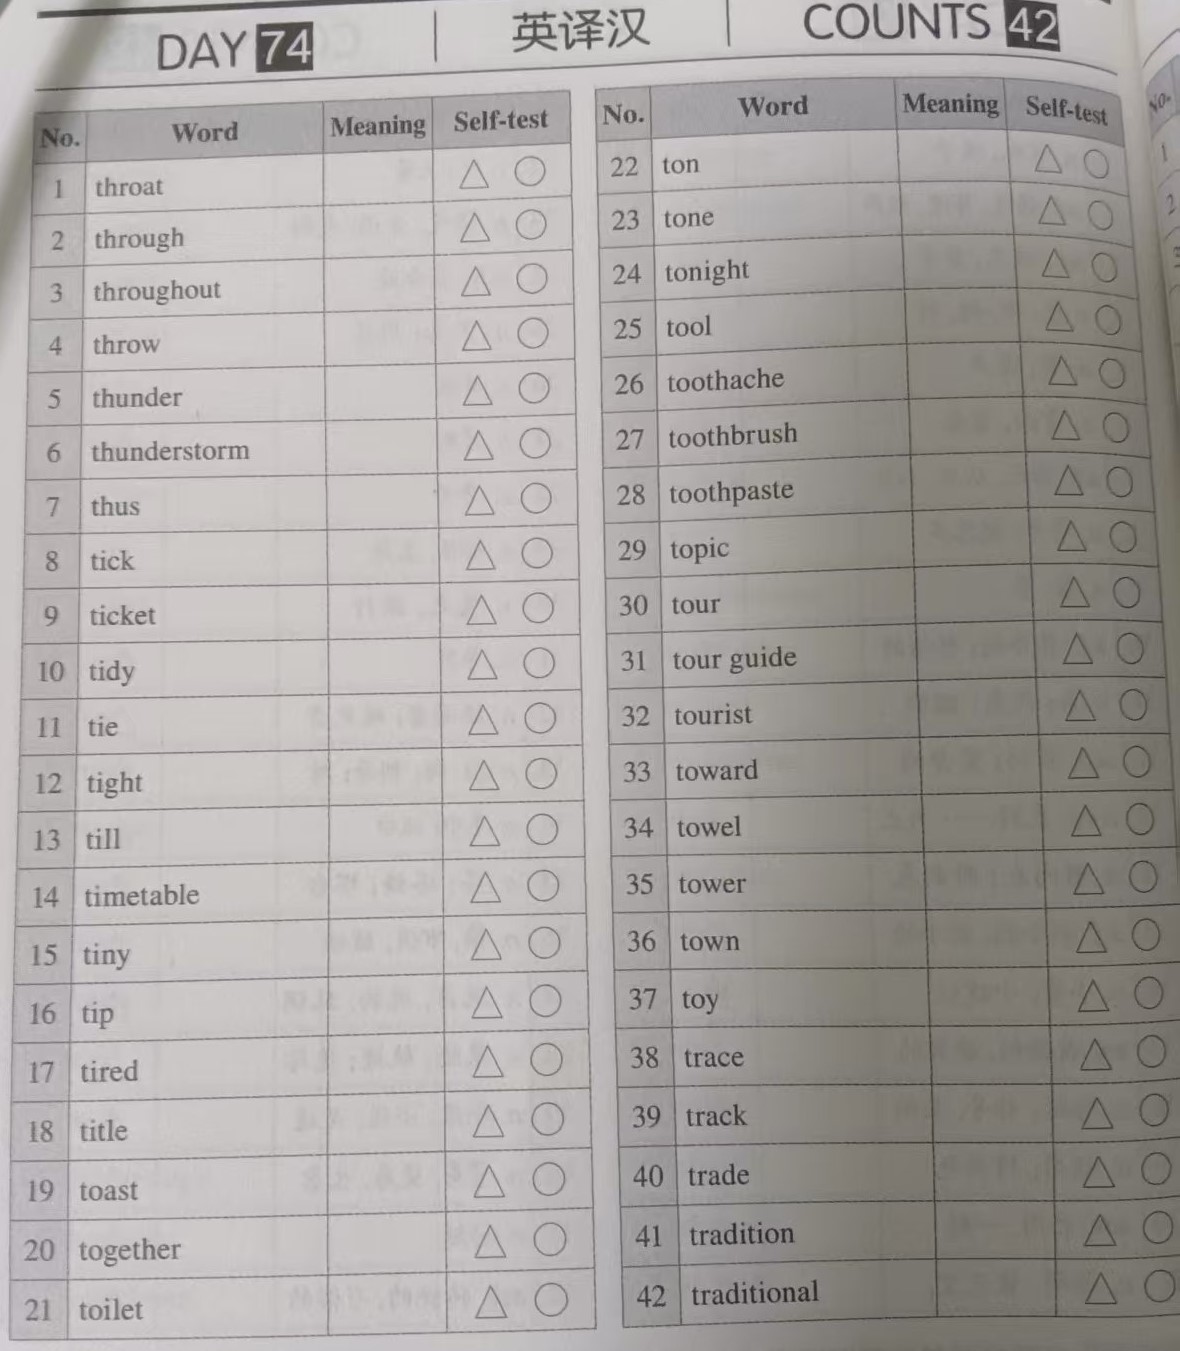 DAY 74 英译汉 COUNTS 42
No. Word Meaning Self-test
1 throat
2 through
3 throughout
4 throw
5 thunder
6 thunderstorm
7 thus
8 tick
9 ticket
10 tidy
11 tie
12 tight
13 till
14 timetable
15 tiny
16 tip
17 tired
18 title
19 toast
20 together
21 toilet
No. Word Meaning Self-test
22 ton
23 tone
24 tonight
25 tool
26 toothache
27 toothbrush
28 toothpaste
29 topic
30 tour
31 tour guide
32 tourist
33 toward
34 towel
35 tower
36 town
37 toy
38 trace
39 track
40 trade
41 tradition
42 traditional
No.
1
2